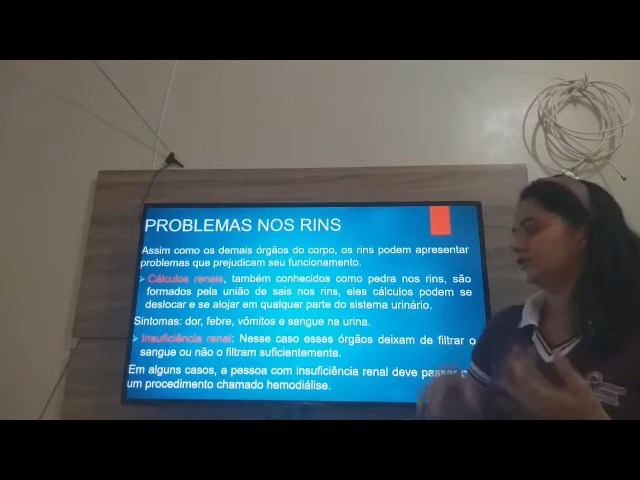 PROBLEMAS NOS RINS
Assim como os demais órgãos do corpo, os rins podem apresentar
problemas que prejudicam seu funcionamento.
Cálculos renais, também conhecidos como pedra nos rins, são
formados pela união de sais nos rins, eles cálculos podem se
deslocar e se alojar em qualquer parte do sistema urinário.
Sintomas: dor, febre, vômitos e sangue na urina.
Insuficiência renal: Nesse caso esses órgãos deixam de filtrar o
sangue ou não o filtram suficientemente.
Em alguns casos, a pessoa com insuficiência renal deve passar
um procedimento chamado hemodiálise.